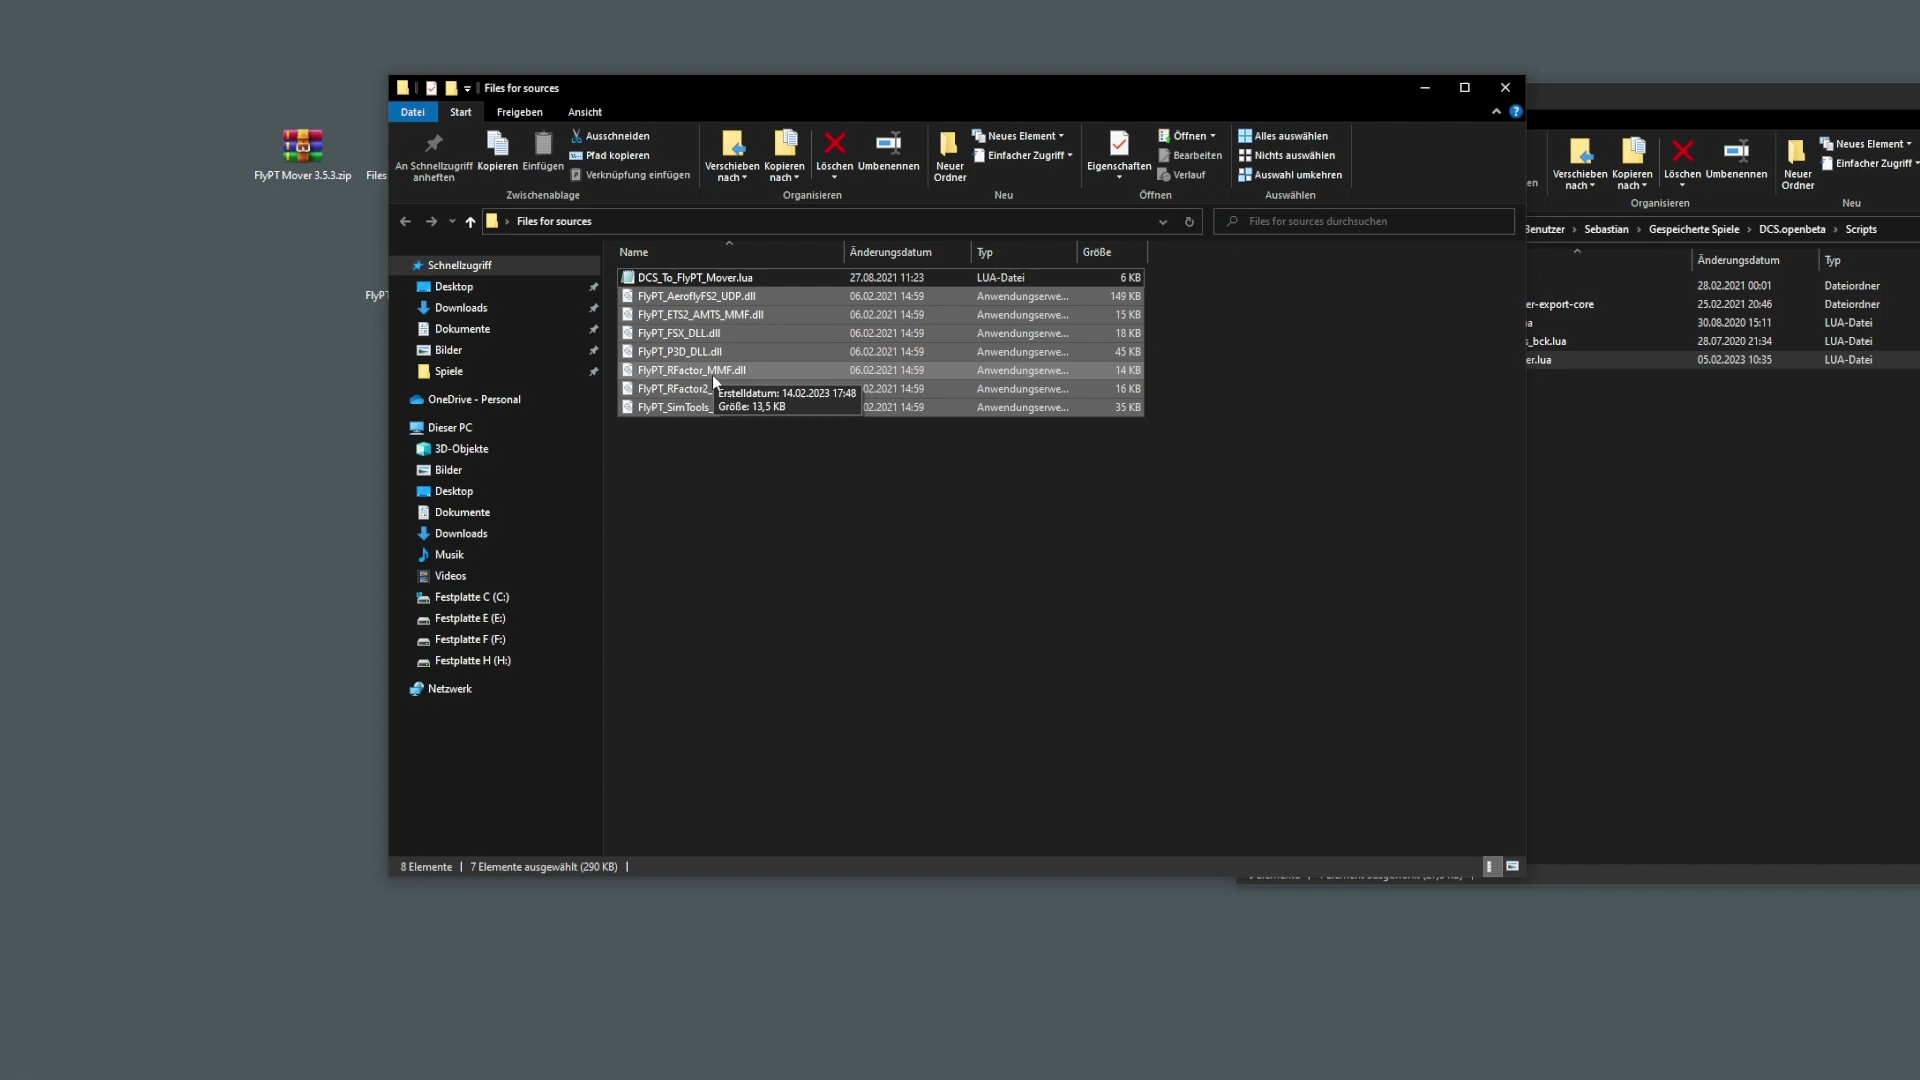 Files for sources
Datei
Start
Freigeben
Ansicht
An Schnellzugriff
anheften
Kopieren
Einfügen
Ausschneiden
Pfad kopieren
Verknüpfung einfügen
Zwischenablage
Verschieben
nach
Kopieren
nach
Löschen
Umbenennen
Organisieren
Neuer
Ordner
Neues Element
Einfacher Zugriff
Neu
Eigenschaften
Öffnen
Bearbeiten
Verlauf
Öffnen
Alles auswählen
Nichts auswählen
Auswahl umkehren
Auswählen
Files for sources
Files for sources durchsuchen
Schnellzugriff
Desktop
Downloads
Dokumente
Bilder
Spiele
OneDrive - Personal
Dieser PC
3D-Objekte
Bilder
Desktop
Dokumente
Downloads
Musik
Videos
Festplatte C (C:)
Festplatte E (E:)
Festplatte F (F:)
Festplatte H (H:)
Netzwerk
Name Änderungsdatum Typ Größe
DCS_To_FlyPT_Mover.lua 27.08.2021 11:23 LUA-Datei 6 KB
FlyPT_AeroflyFS2_UDP.dll 06.02.2021 14:59 Anwendungserwe... 149 KB
FlyPT_ETS2_AMTS_MMF.dll 06.02.2021 14:59 Anwendungserwe... 15 KB
FlyPT_FSX_DLL.dll 06.02.2021 14:59 Anwendungserwe... 18 KB
FlyPT_P3D_DLL.dll 06.02.2021 14:59 Anwendungserwe... 45 KB
FlyPT_RFactor_MMF.dll 06.02.2021 14:59 Anwendungserwe... 14 KB
FlyPT_RFactor2_ 02.2021 14:59 Anwendungserwe... 16 KB
FlyPT_SimTools_ 02.2021 14:59 Anwendungserwe... 35 KB
Erstelldatum: 14.02.2023 17:48
Größe: 13,5 KB
8 Elemente
7 Elemente ausgewählt (290 KB)
FlyPT Mover 3.5.3.zip
Files
FlyPT
en
Verschieben
nach
Kopieren
nach
Löschen
Umbenennen
Organisieren
Neuer
Ordner
Neues Element
Einfacher Zugriff
Neu
Benutzer
Sebastian
Gespeicherte Spiele
DCS.openbeta
Scripts
Änderungsdatum Typ
28.02.2021 00:01 Dateiordner
er-export-core 25.02.2021 20:46 Dateiordner
ua 30.08.2020 15:11 LUA-Datei
s_bck.lua 28.07.2020 21:34 LUA-Datei
er.lua 05.02.2023 10:35 LUA-Datei